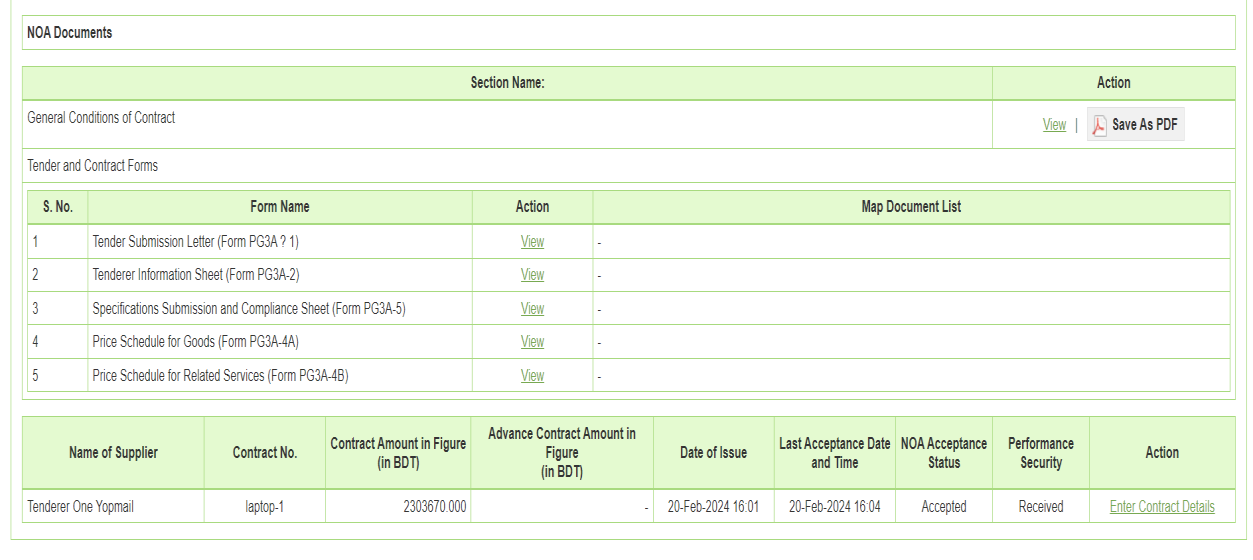 NOA Documents
Section Name: Action
General Conditions of Contract View | Save As PDF
Tender and Contract Forms
S. No. Form Name Action Map Document List
1 Tender Submission Letter (Form PG3A ? 1) View -
2 Tenderer Information Sheet (Form PG3A-2) View -
3 Specifications Submission and Compliance Sheet (Form PG3A-5) View -
4 Price Schedule for Goods (Form PG3A-4A) View -
5 Price Schedule for Related Services (Form PG3A-4B) View -
Name of Supplier
Contract No.
Contract Amount in Figure
(in BDT)
Advance Contract Amount in
Figure
(in BDT)
Date of Issue
Last Acceptance Date
and Time
NOA Acceptance
Status
Performance
Security
Action
Tenderer One Yopmail laptop-1 2303670.000 - 20-Feb-2024 16:01 20-Feb-2024 16:04 Accepted Received Enter Contract Details